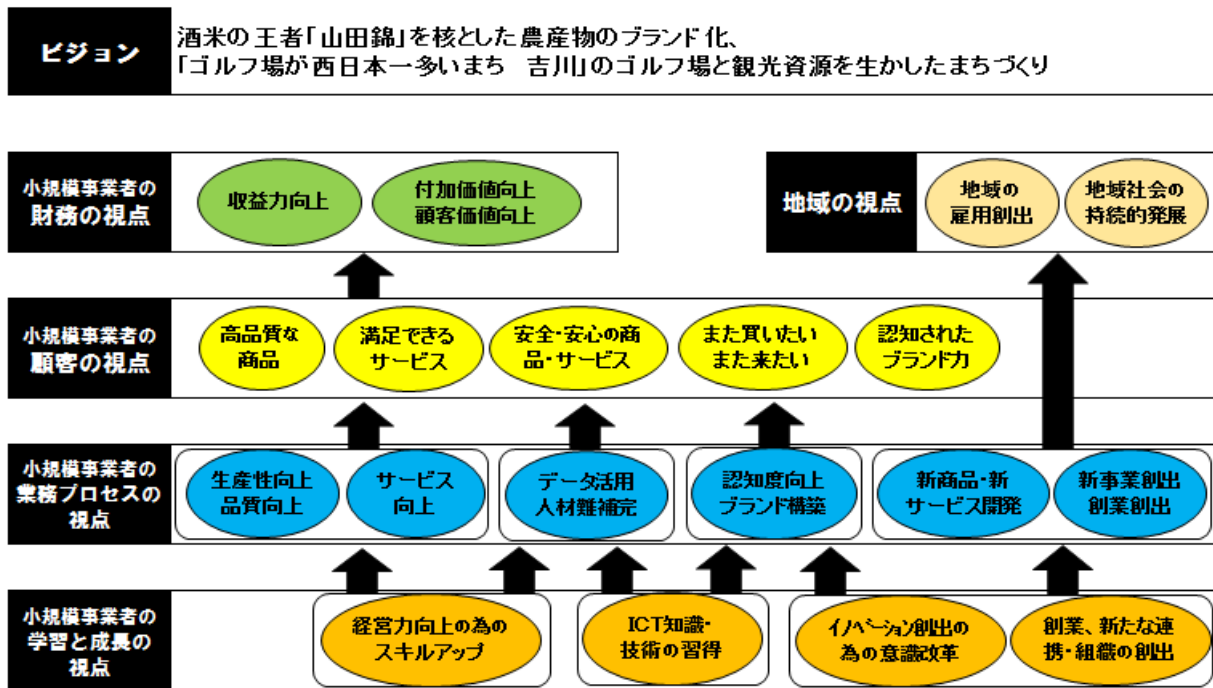 ビジョン
酒米の王者「山田錦」を核とした農産物のブランド化、
「ゴルフ場が西日本一多いまち　吉川」のゴルフ場と観光資源を生かしたまちづくり
小規模事業者の
財務の視点
収益力向上
付加価値向上
顧客価値向上
地域の視点
地域の
雇用創出
地域社会の
持続的発展
小規模事業者の
顧客の視点
高品質な
商品
満足できる
サービス
安全・安心の商
品・サービス
また買いたい
また来たい
認知された
ブランド力
小規模事業者の
業務プロセスの
視点
生産性向上
品質向上
サービス
向上
データ活用
人材難補完
認知度向上
ブランド構築
新商品・新
サービス開発
新事業創出
創業創出
小規模事業者の
学習と成長の
視点
経営力向上の為の
スキルアップ
ICT知識・
技術の習得
イノベーション創出の
為の意識改革
創業、新たな連
携・組織の創出